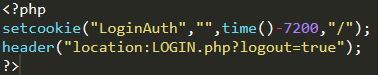 <?php
setcookie("LoginAuth","",time()-7200,"/");
header("location:LOGIN.php?logout=true");
?>